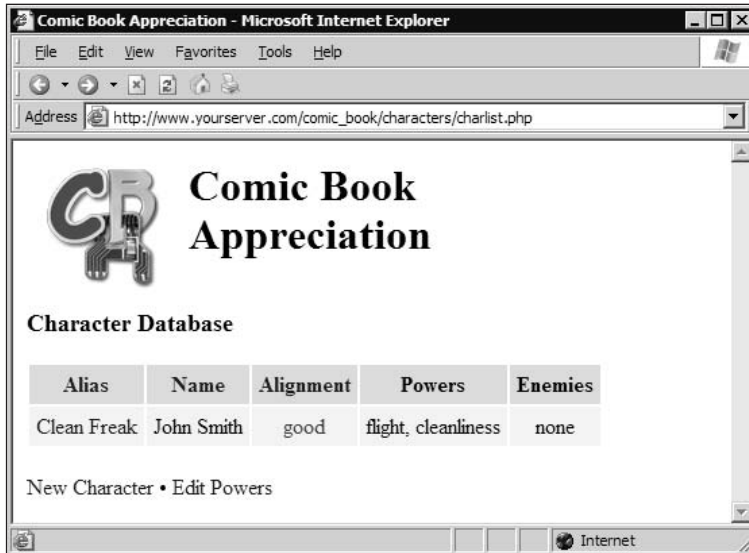 Comic Book Appreciation - Microsoft Internet Explorer
File Edit View Favorites Tools Help
Address http://www.yourserver.com/comic_book/characters/charlist.php
CB
Comic Book
Appreciation
Character Database
Alias Name Alignment Powers Enemies
Clean Freak John Smith good flight, cleanliness none
New Character • Edit Powers
Internet